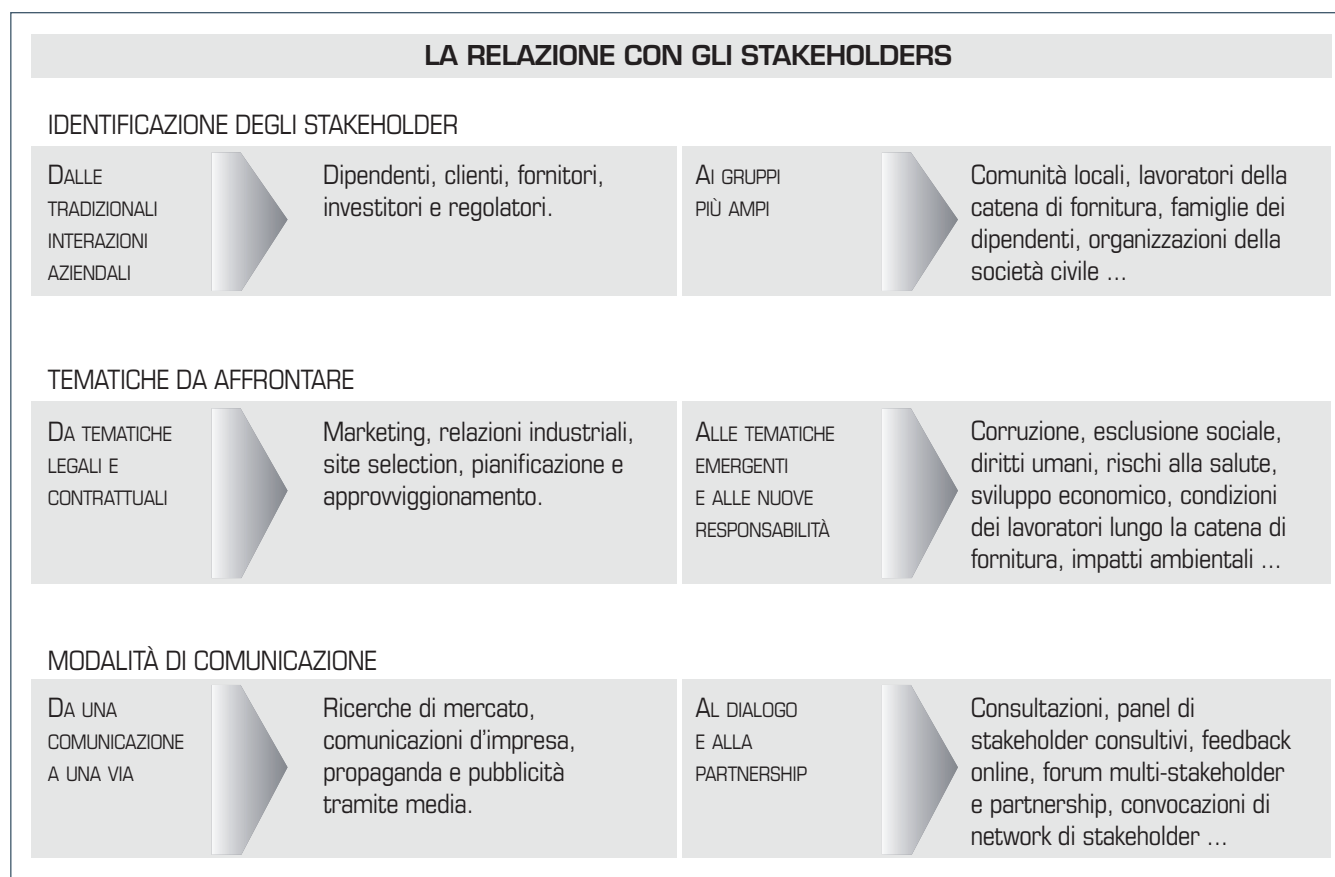 LA RELAZIONE CON GLI STAKEHOLDERS
IDENTIFICAZIONE DEGLI STAKEHOLDER
DALLE
TRADIZIONALI
INTERAZIONI
AZIENDALI
Dipendenti, clienti, fornitori,
investitori e regolatori.
AI GRUPPI
PIÙ AMPI
Comunità locali, lavoratori della
catena di fornitura, famiglie dei
dipendenti, organizzazioni della
società civile ...
TEMATICHE DA AFFRONTARE
DA TEMATICHE
LEGALI E
CONTRATTUALI
Marketing, relazioni industriali,
site selection, pianificazione e
approvviggionamento.
ALLE TEMATICHE
EMERGENTI
E ALLE NUOVE
RESPONSABILITÀ
Corruzione, esclusione sociale,
diritti umani, rischi alla salute,
sviluppo economico, condizioni
dei lavoratori lungo la catena di
fornitura, impatti ambientali ...
MODALITÀ DI COMUNICAZIONE
DA UNA
COMUNICAZIONE
A UNA VIA
Ricerche di mercato,
comunicazioni d'impresa,
propaganda e pubblicità
tramite media.
AL DIALOGO
E ALLA
PARTNERSHIP
Consultazioni, panel di
stakeholder consultivi, feedback
online, forum multi-stakeholder
e partnership, convocazioni di
network di stakeholder ...